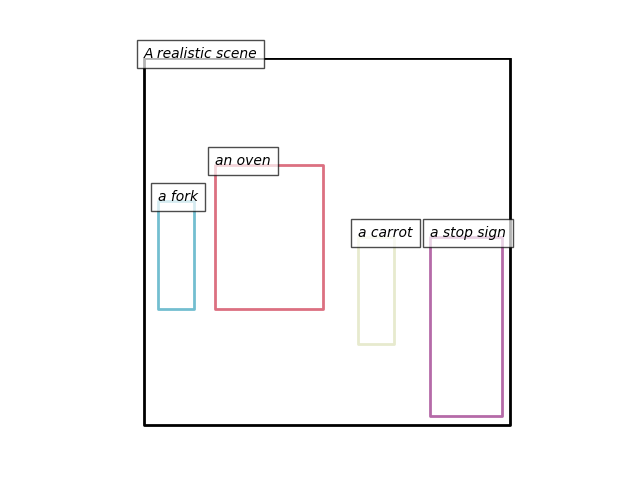 A realistic scene
an oven
a fork
a carrot
a stop sign